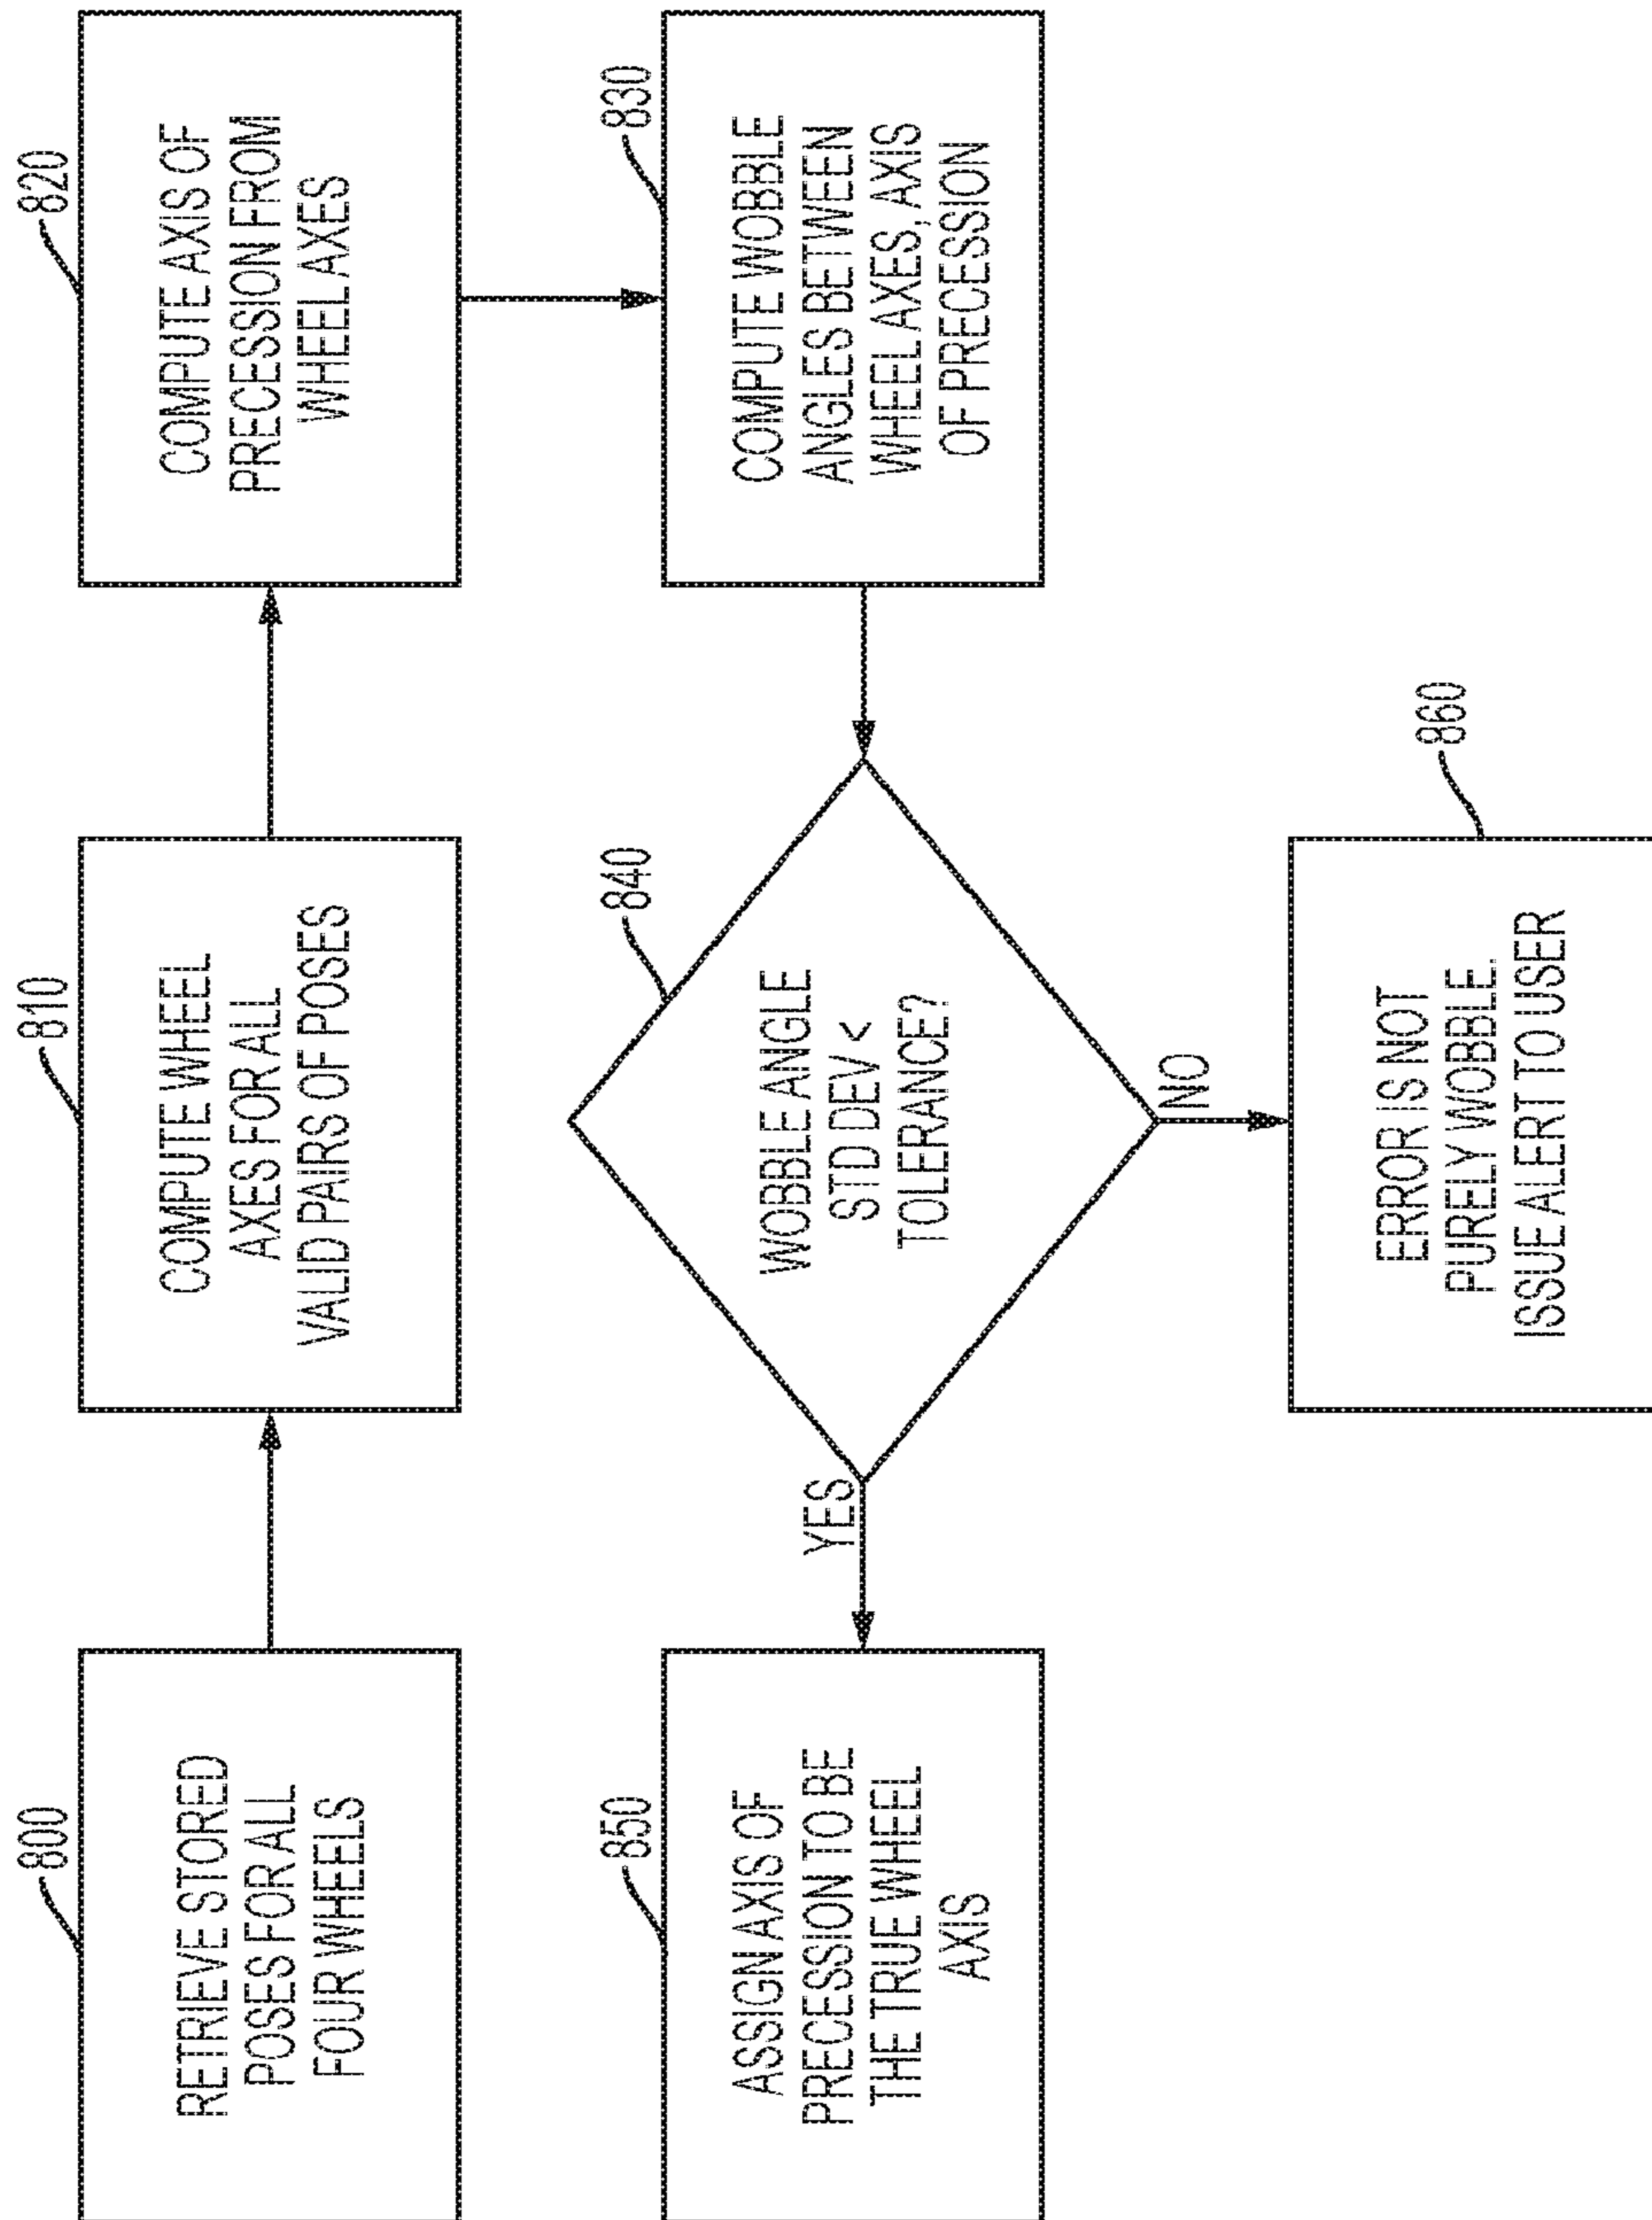 800
RETRIEVE STORED
POSES FOR ALL
FOUR WHEELS
810
COMPUTE WHEEL
AXES FOR ALL
VALID PAIRS OF POSES
820
COMPUTE AXIS OF
PRECESSION FROM
WHEEL AXES
830
COMPUTE WOBBLE
ANGLES BETWEEN
WHEEL AXES, AXIS
OF PRECESSION
840
WOBBLE ANGLE
STD DEV <
TOLERANCE?
YES
850
ASSIGN AXIS OF
PRECESSION TO BE
THE TRUE WHEEL
AXIS
NO
860
ERROR IS NOT
PURELY WOBBLE.
ISSUE ALERT TO USER